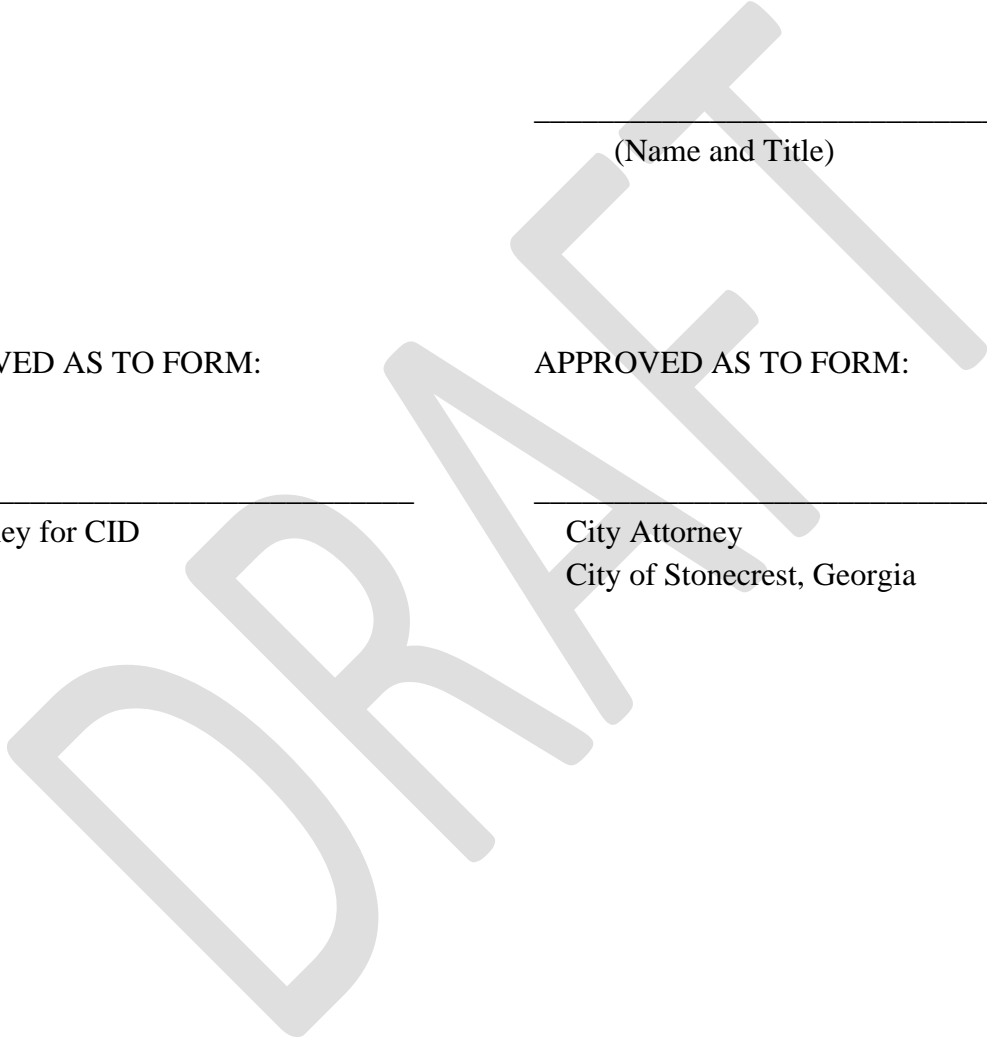 (Name and Title)
VED AS TO FORM:
APPROVED AS TO FORM:
ey for CID
City Attorney
City of Stonecrest, Georgia
DRAFT